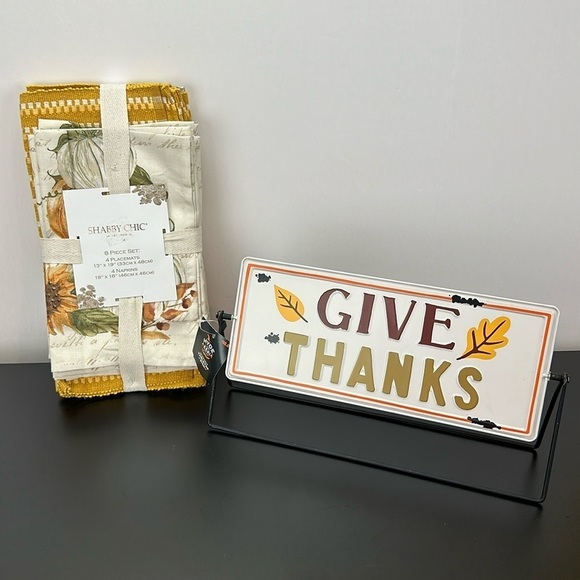 SHABBY CHIC
8 PIECE SET:
4 PLACEMATS
13" X 19" (33CM X 48CM)
4 NAPKINS
18" X 18" (46CM X 46CM)
GIVE
THANKS